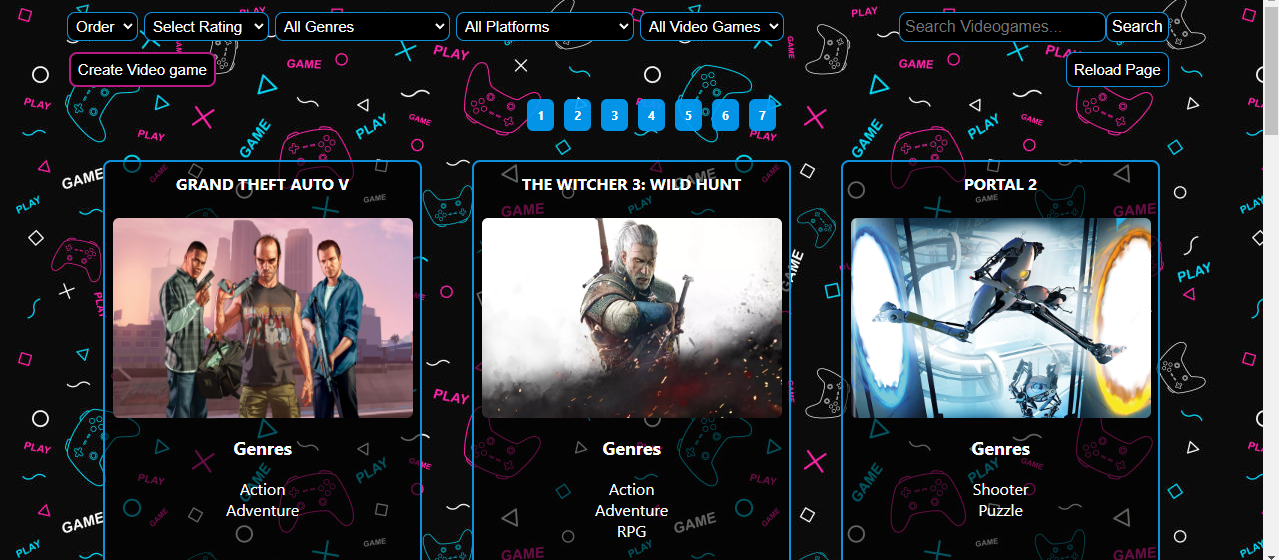 Order
Select Rating
All Genres
All Platforms
All Video Games
Search Videogames...
Search
Create Video game
Reload Page
1 2 3 4 5 6 7
GRAND THEFT AUTO V
THE WITCHER 3: WILD HUNT
PORTAL 2
Genres
Action
Adventure
Genres
Action
Adventure
RPG
Genres
Shooter
Puzzle
GAME
PLAY